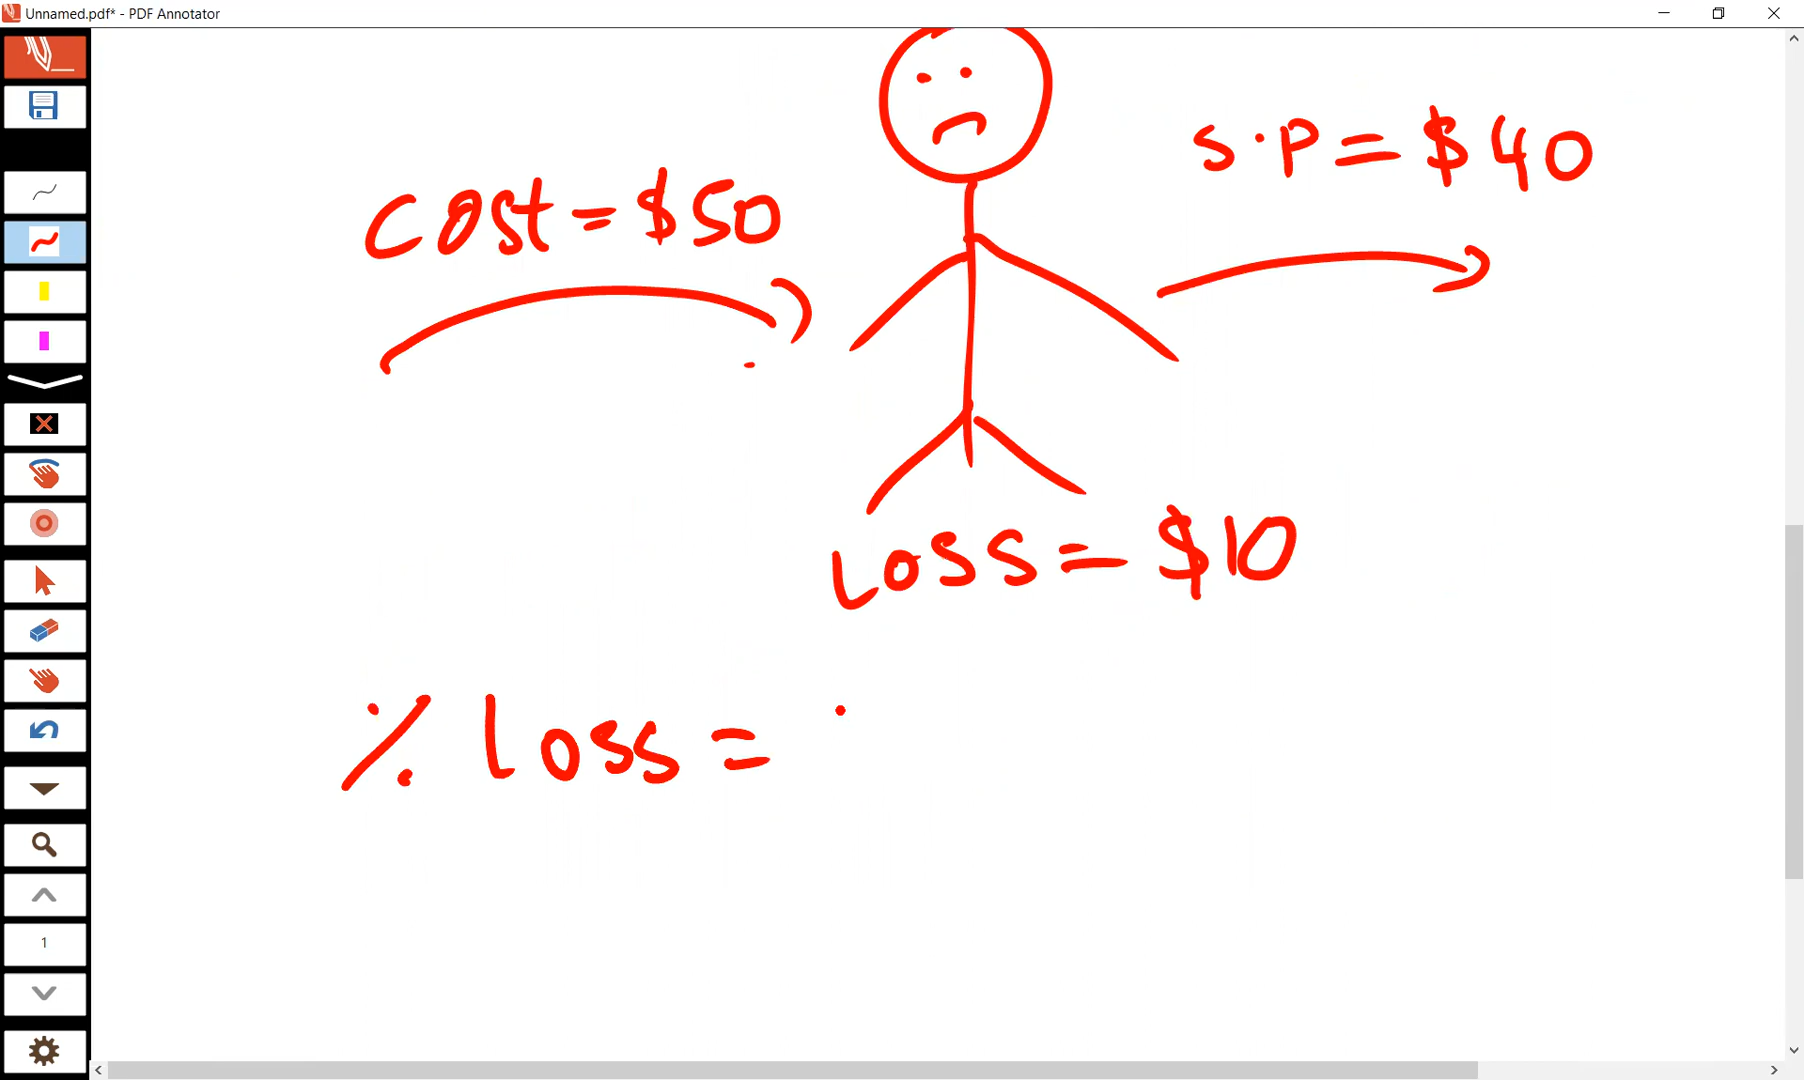 Unnamed.pdf* - PDF Annotator
S.P = $40
Cost = $50
Loss = $10
% Loss =
1